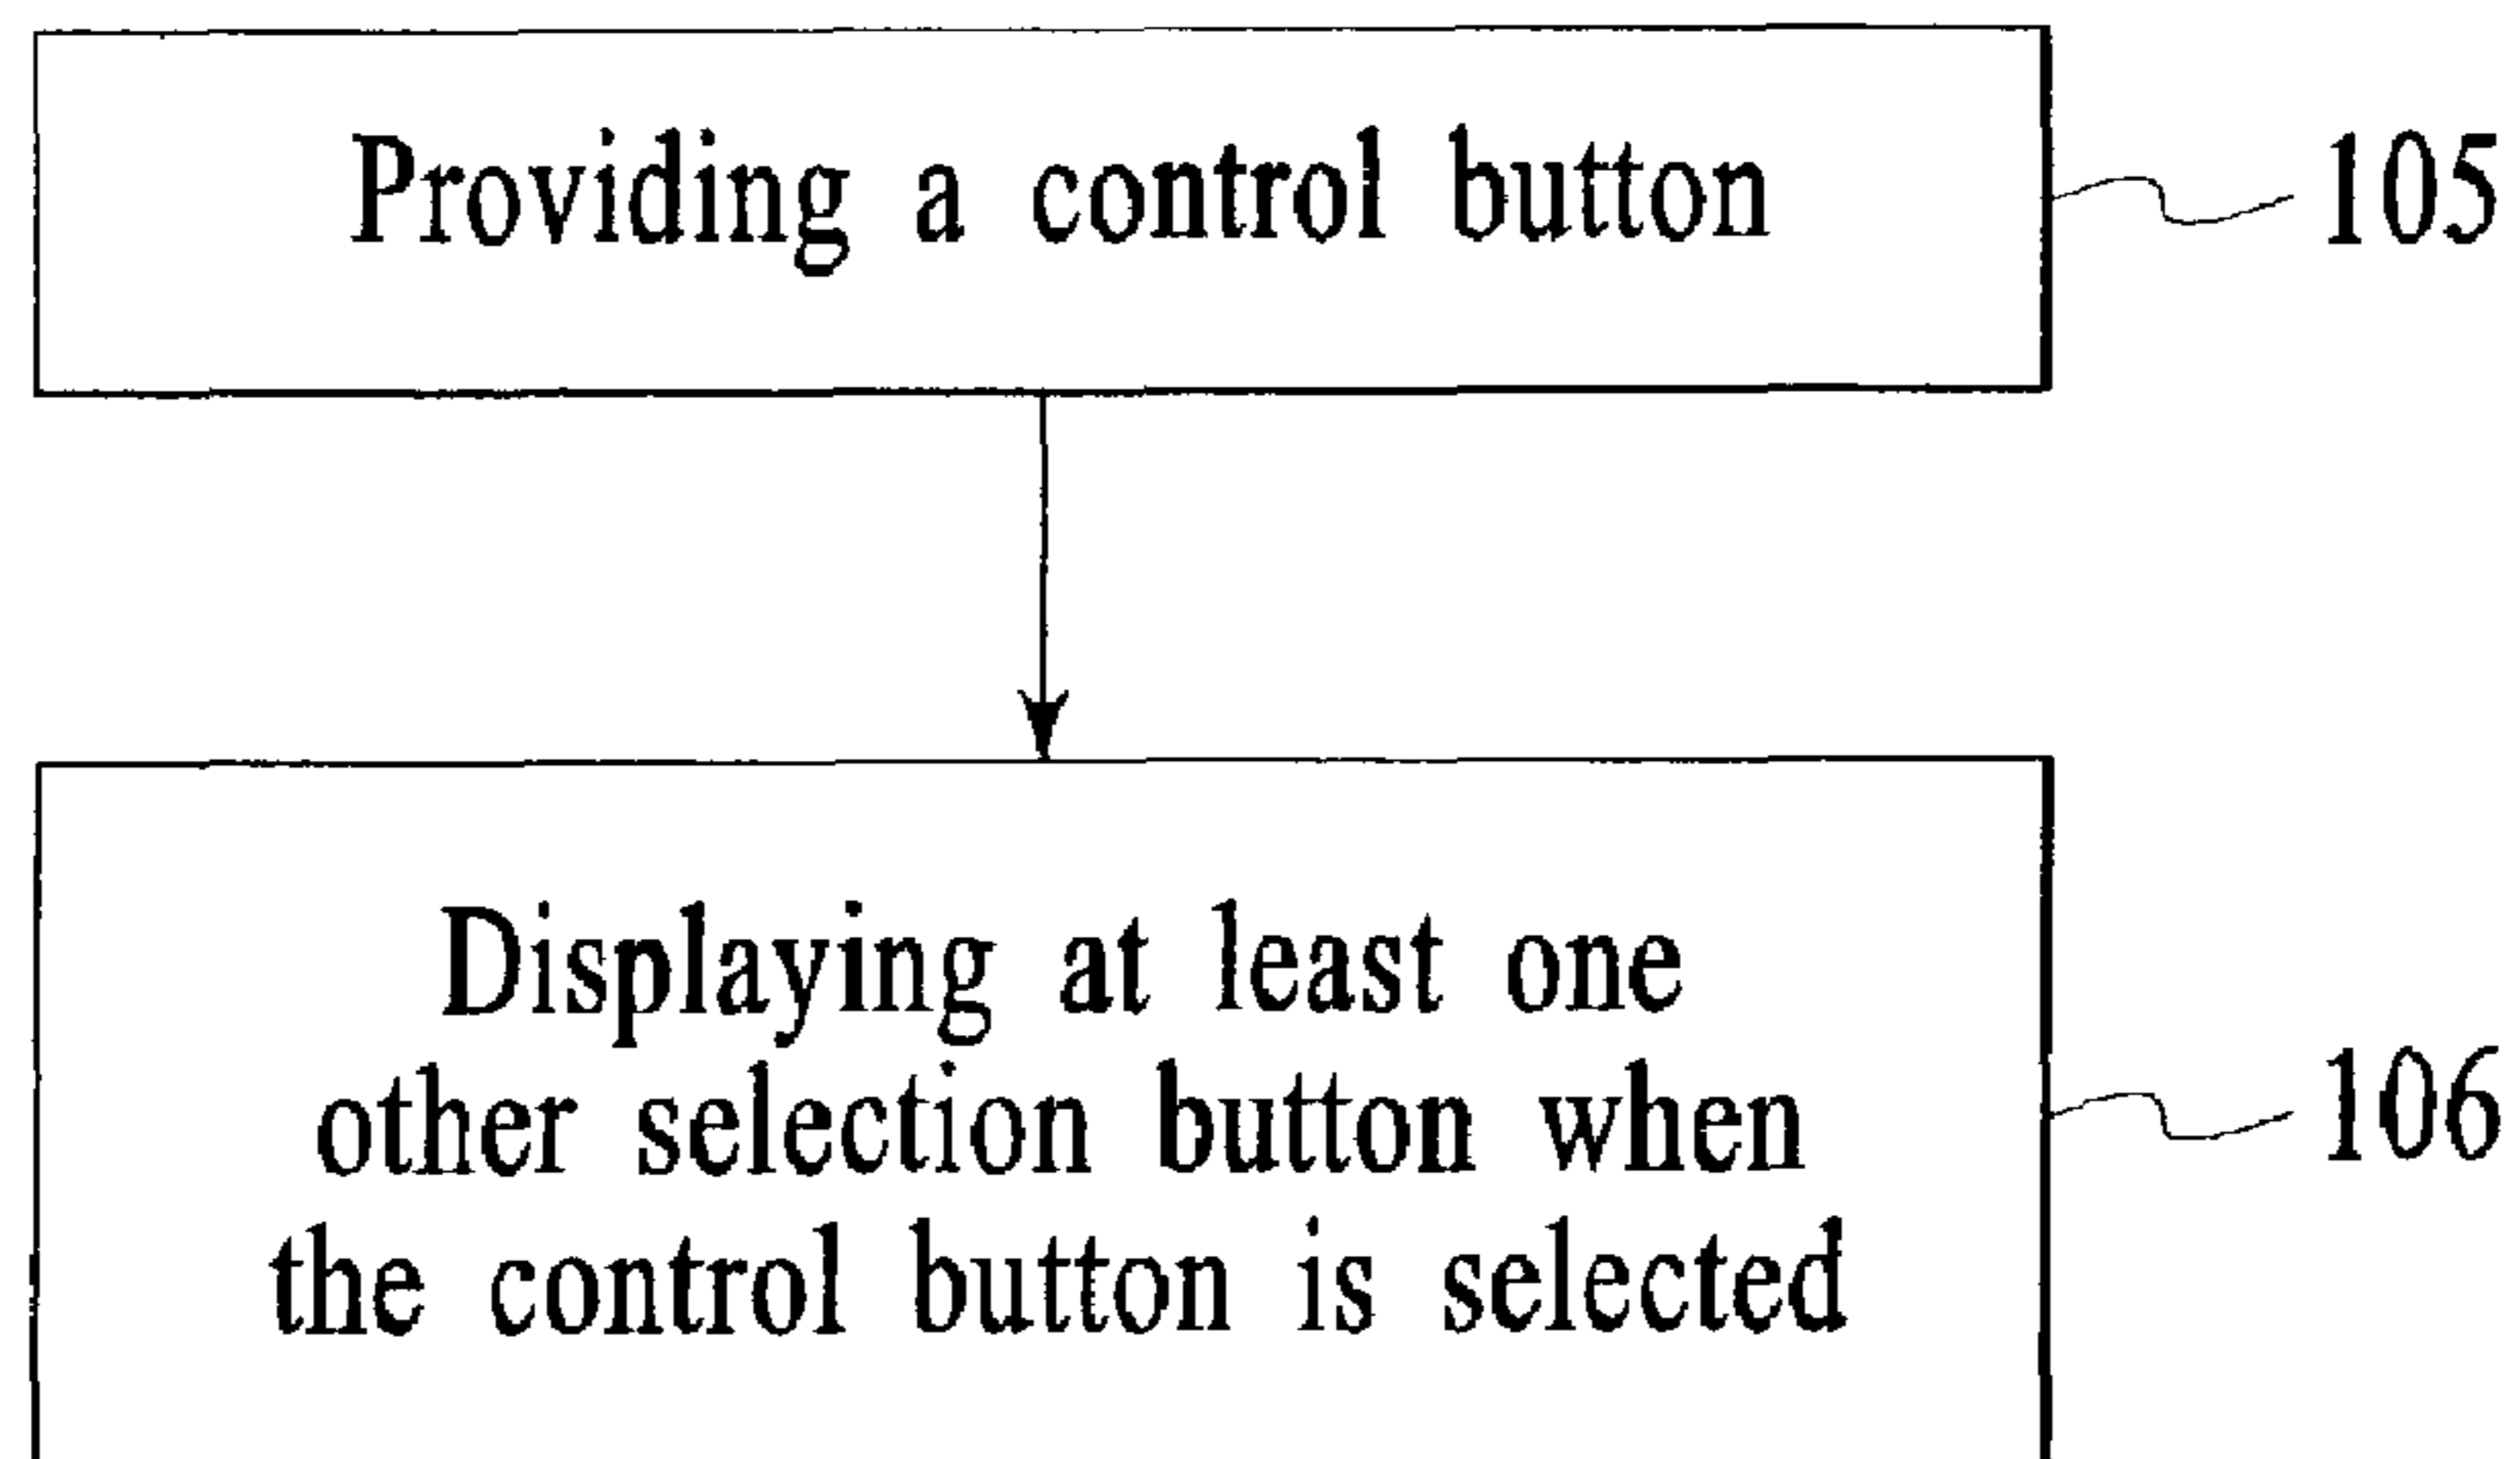 Providing a control button
105
Displaying at least one
other selection button when
106
the control button is selected